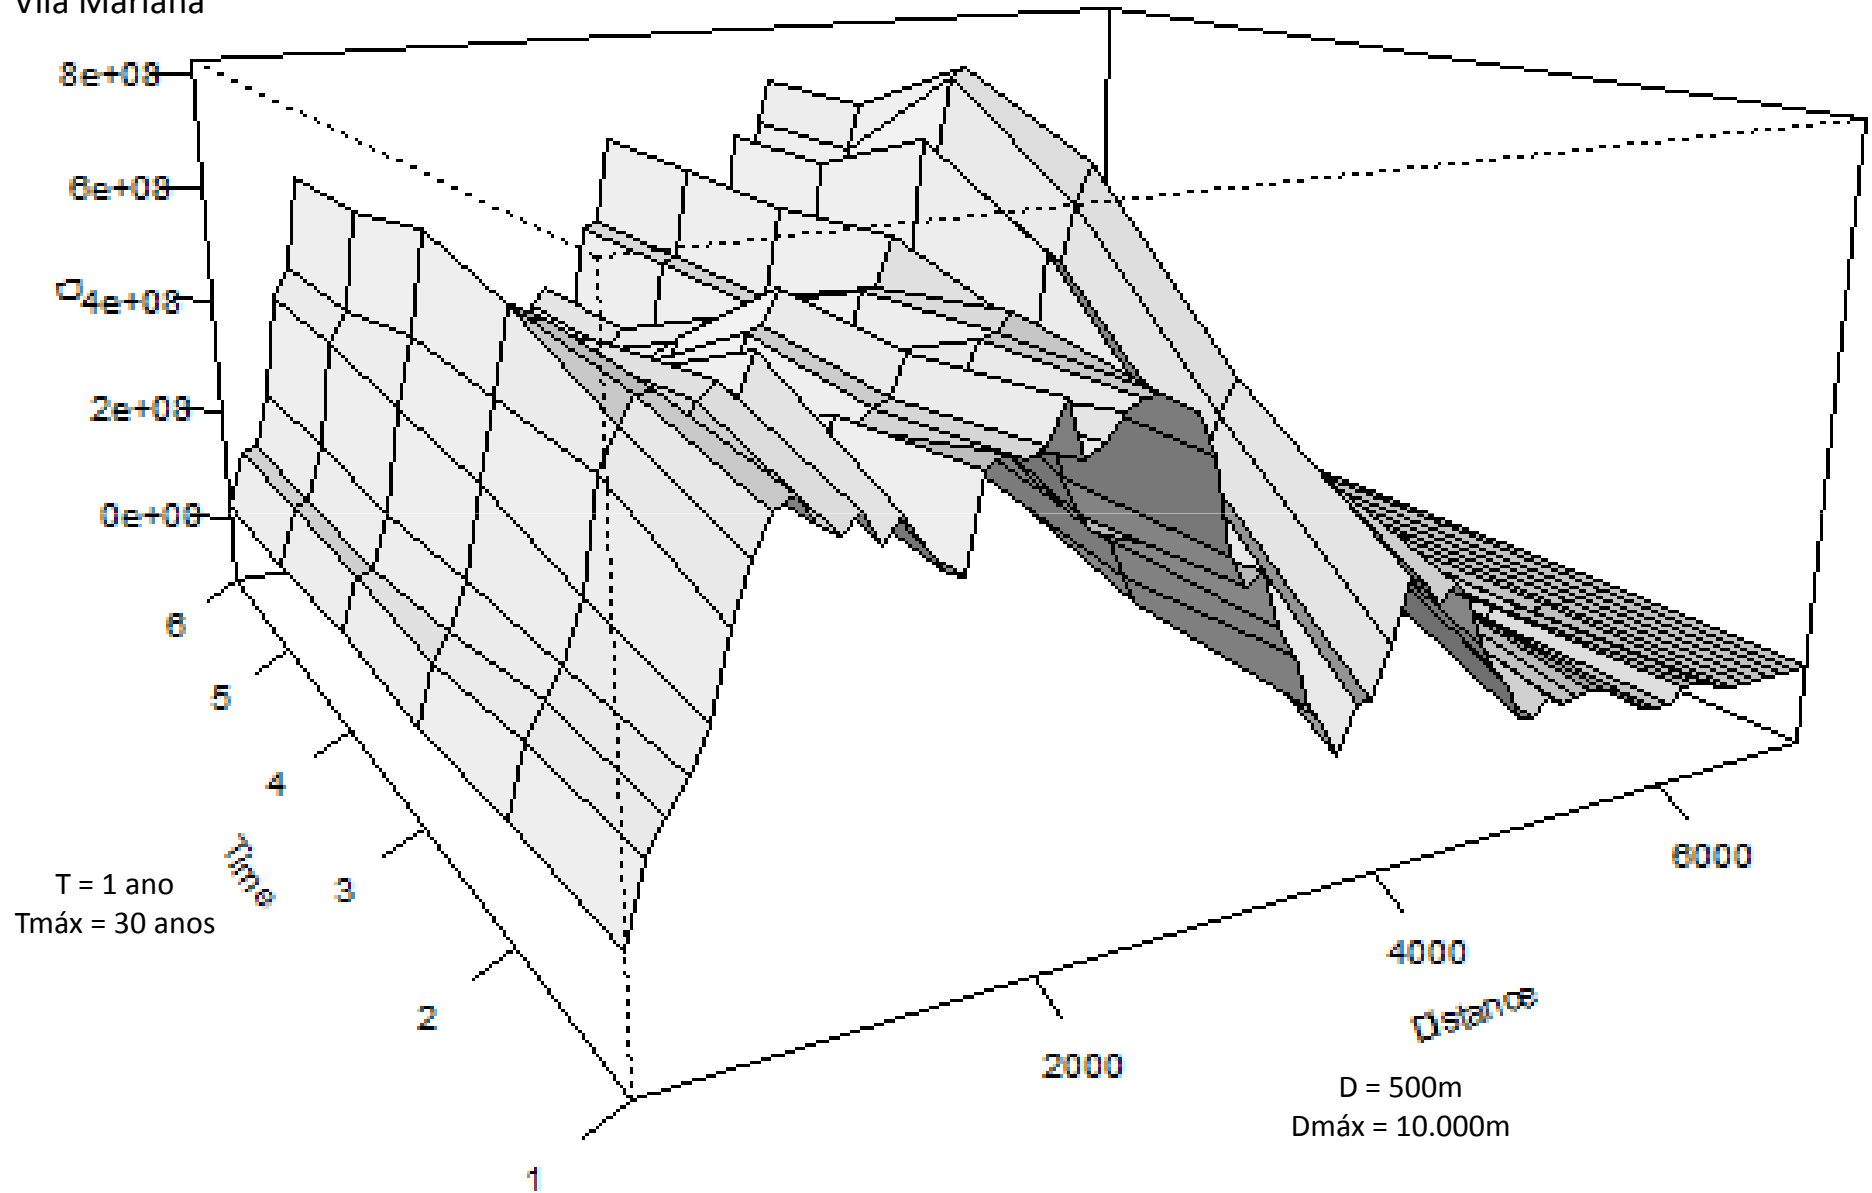 Vila Mariana
8e+08
6e+08
D
4e+08
2e+08
0e+00
6
5
4
3
2
1
Time
T = 1 ano
Tmáx = 30 anos
2000
4000
6000
Distance
D = 500m
Dmáx = 10.000m